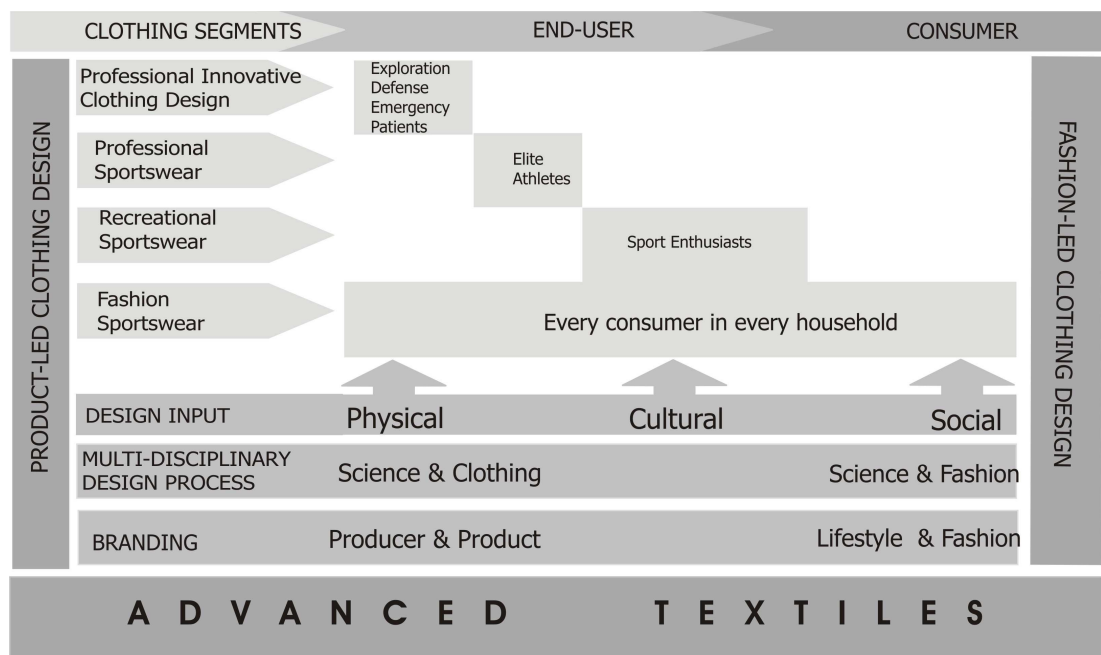 CLOTHING SEGMENTS
END-USER
CONSUMER
PRODUCT-LED CLOTHING DESIGN
Professional Innovative
Clothing Design
Exploration
Defense
Emergency
Patients
Professional
Sportswear
Elite
Athletes
Recreational
Sportswear
Sport Enthusiasts
Fashion
Sportswear
Every consumer in every household
FASHION-LED CLOTHING DESIGN
DESIGN INPUT
Physical
Cultural
Social
MULTI-DISCIPLINARY
DESIGN PROCESS
Science & Clothing
Science & Fashion
BRANDING
Producer & Product
Lifestyle & Fashion
ADVANCED TEXTILES